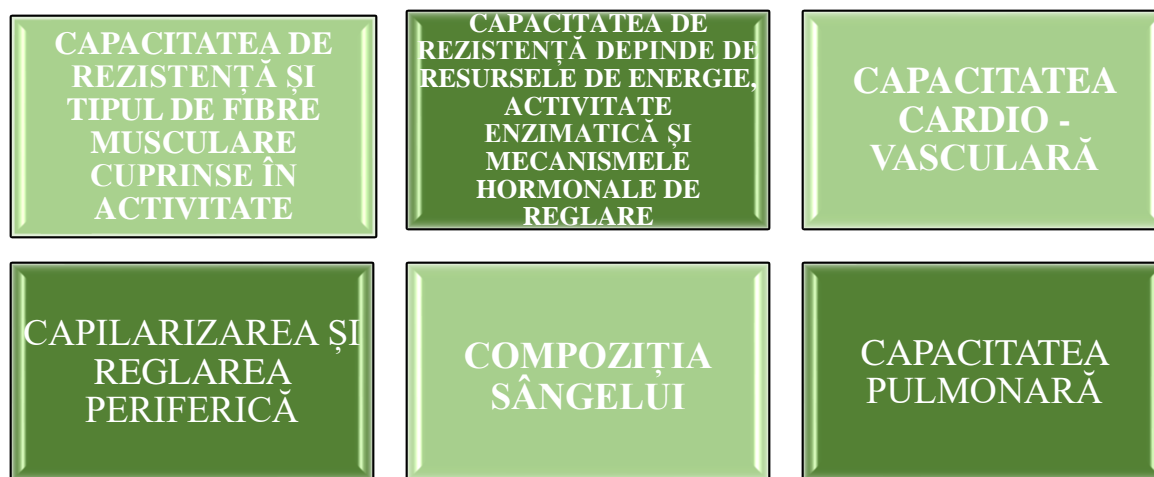 CAPACITATEA DE
REZISTENȚĂ ȘI
TIPUL DE FIBRE
MUSCULARE
CUPRINSE ÎN
ACTIVITATE
CAPACITATEA DE
REZISTENȚĂ DEPINDE DE
RESURSELE DE ENERGIE,
ACTIVITATE
ENZIMATICĂ ȘI
MECANISMELE
HORMONALE DE
REGLARE
CAPACITATEA
CARDIO -
VASCULARĂ
CAPILARIZAREA ȘI
REGLAREA
PERIFERICĂ
COMPOZIȚIA
SÂNGELUI
CAPACITATEA
PULMONARĂ